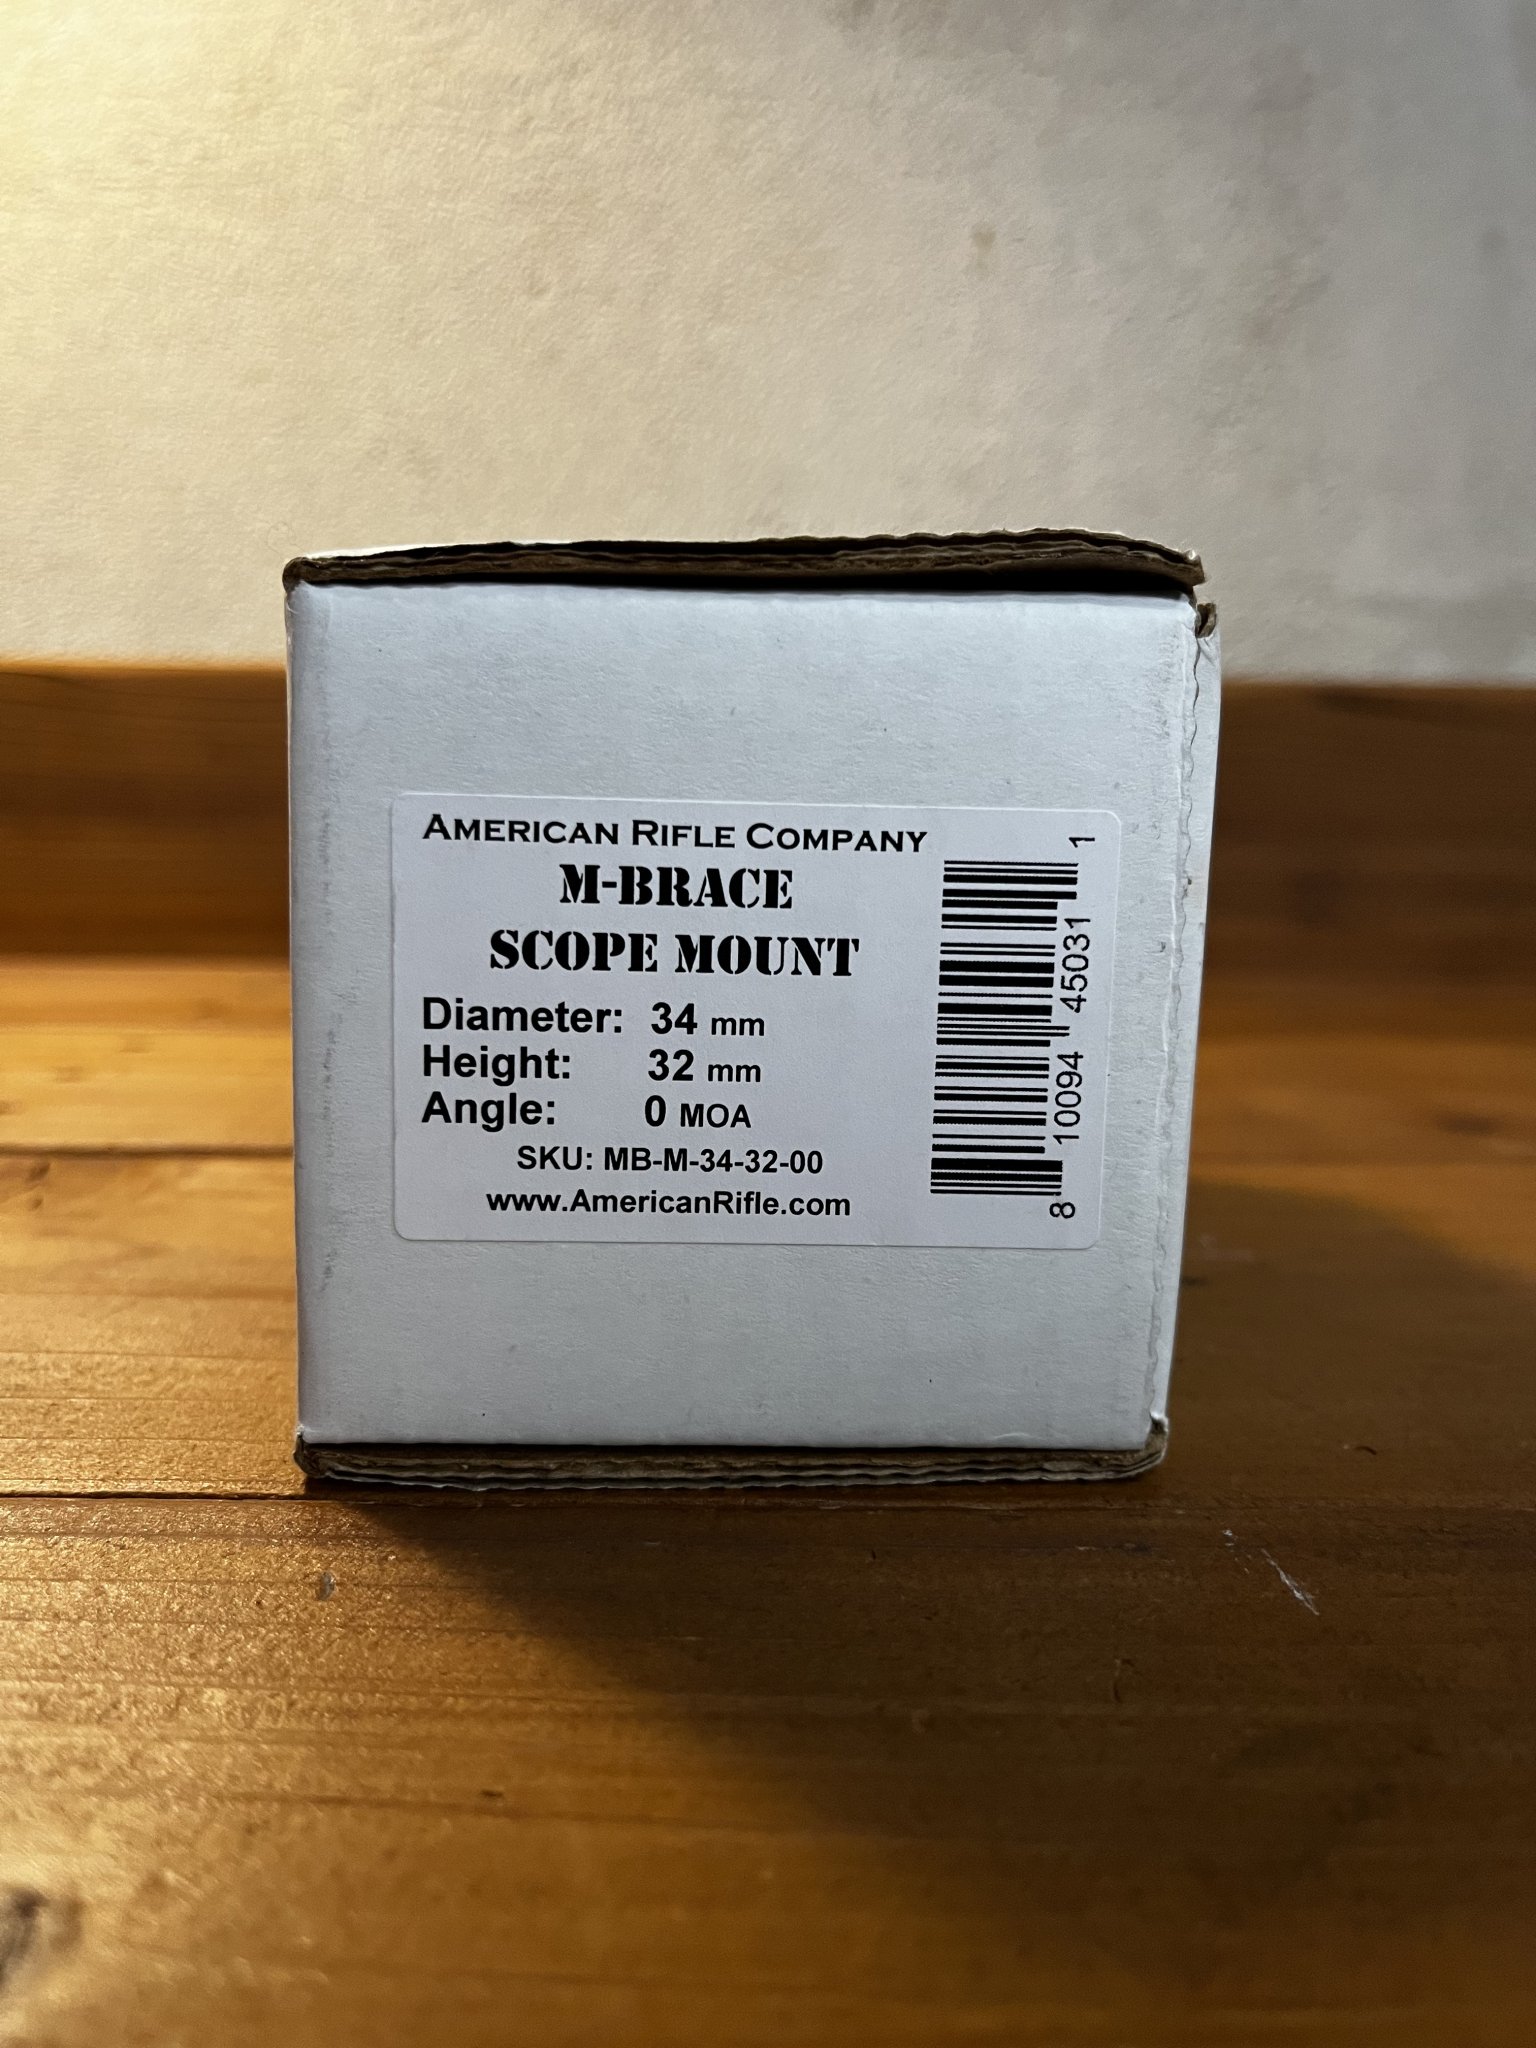 AMERICAN RIFLE COMPANY
M-BRACE
SCOPE MOUNT
Diameter: 34 mm
Height: 32 mm
Angle: 0 MOA
SKU: MB-M-34-32-00
www.AmericanRifle.com
8 10094 45031 1